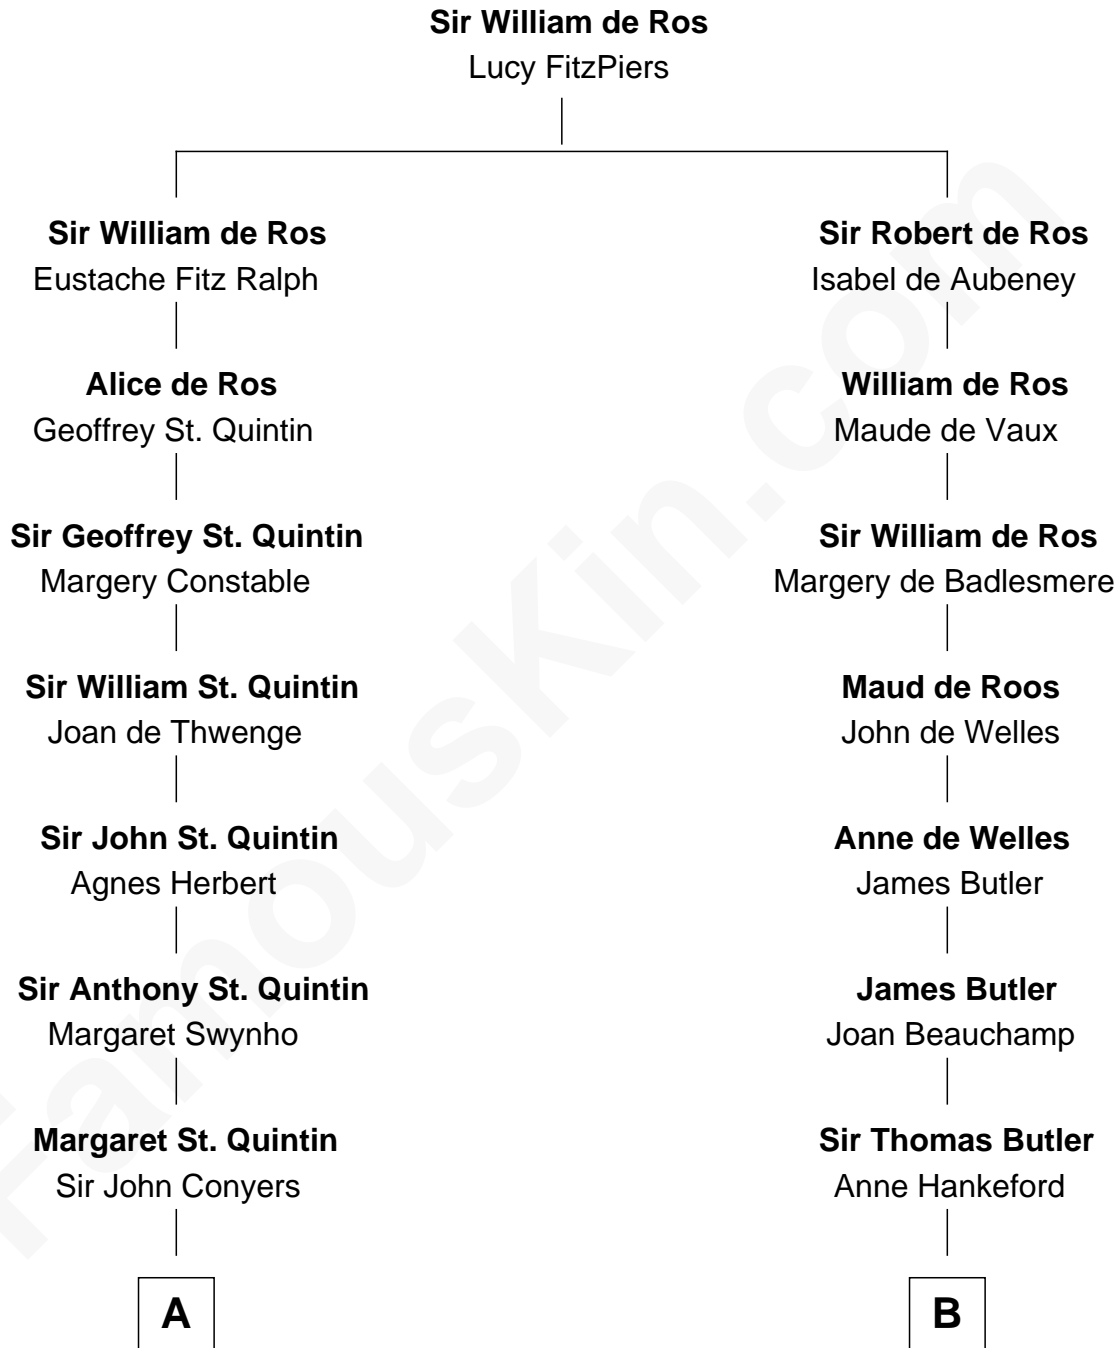 Sir William de Ros
Lucy FitzPiers
Sir William de Ros
Eustache Fitz Ralph
Sir Robert de Ros
Isabel de Aubeney
Alice de Ros
Geoffrey St. Quintin
William de Ros
Maude de Vaux
Sir Geoffrey St. Quintin
Margery Constable
Sir William de Ros
Margery de Badlesmere
Sir William St. Quintin
Joan de Thwenge
Maud de Roos
John de Welles
Sir John St. Quintin
Agnes Herbert
Anne de Welles
James Butler
Sir Anthony St. Quintin
Margaret Swynho
James Butler
Joan Beauchamp
Margaret St. Quintin
Sir John Conyers
Sir Thomas Butler
Anne Hankeford
A
B
FamousKin.com